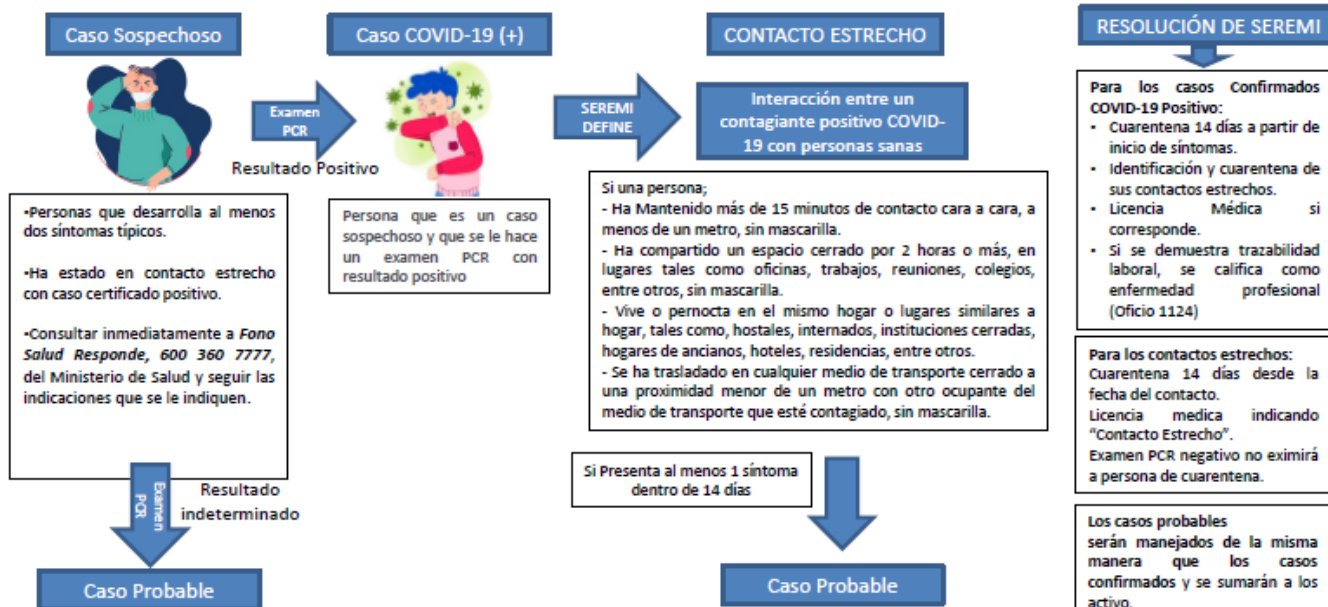 Caso Sospechoso
Examen
PCR
Resultado Positivo
•Personas que desarrolla al menos
dos síntomas típicos.
•Ha estado en contacto estrecho
con caso certificado positivo.
•Consultar inmediatamente a Fono
Salud Responde, 600 360 7777,
del Ministerio de Salud y seguir las
indicaciones que se le indiquen.
Examen
PCR
Resultado
indeterminado
Caso Probable
Caso COVID-19 (+)
Persona que es un caso
sospechoso y que se le hace
un examen PCR con
resultado positivo
SEREMI
DEFINE
CONTACTO ESTRECHO
Interacción entre un
contagiante positivo COVID-
19 con personas sanas
Si una persona;
- Ha Mantenido más de 15 minutos de contacto cara a cara, a
menos de un metro, sin mascarilla.
- Ha compartido un espacio cerrado por 2 horas o más, en
lugares tales como oficinas, trabajos, reuniones, colegios,
entre otros, sin mascarilla.
- Vive o pernocta en el mismo hogar o lugares similares a
hogar, tales como, hostales, internados, instituciones cerradas,
hogares de ancianos, hoteles, residencias, entre otros.
- Se ha trasladado en cualquier medio de transporte cerrado a
una proximidad menor de un metro con otro ocupante del
medio de transporte que esté contagiado, sin mascarilla.
Si Presenta al menos 1 síntoma
dentro de 14 días
Caso Probable
RESOLUCIÓN DE SEREMI
Para los casos Confirmados
COVID-19 Positivo:
• Cuarentena 14 días a partir de
inicio de síntomas.
• Identificación y cuarentena de
sus contactos estrechos.
• Licencia Médica si
corresponde.
• Si se demuestra trazabilidad
laboral, se califica como
enfermedad profesional
(Oficio 1124)
Para los contactos estrechos:
Cuarentena 14 días desde la
fecha del contacto.
Licencia medica indicando
"Contacto Estrecho".
Examen PCR negativo no eximirá
a persona de cuarentena.
Los casos probables
serán manejados de la misma
manera que los casos
confirmados y se sumarán a los
activo.